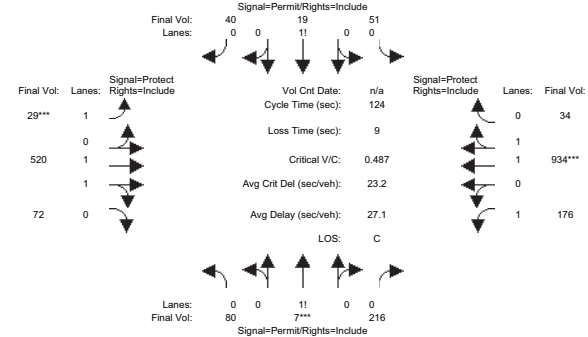 Signal=Permit/Rights=Include
Final Vol: 40 19 51
Lanes: 0 0 1! 0 0
Signal=Protect Signal=Protect
Final Vol: Lanes: Rights=Include Vol Cnt Date: n/a Rights=Include Lanes: Final Vol:
Cycle Time (sec): 124
29*** 1 0 34
Loss Time (sec): 9
0 1
520 1 Critical V/C: 0.487 1 934***
1 Avg Crit Del (sec/veh): 23.2 0
72 0 Avg Delay (sec/veh): 27.1 1 176
LOS: C
Lanes: 0 0 1! 0 0
Final Vol: 80 7*** 216
Signal=Permit/Rights=Include